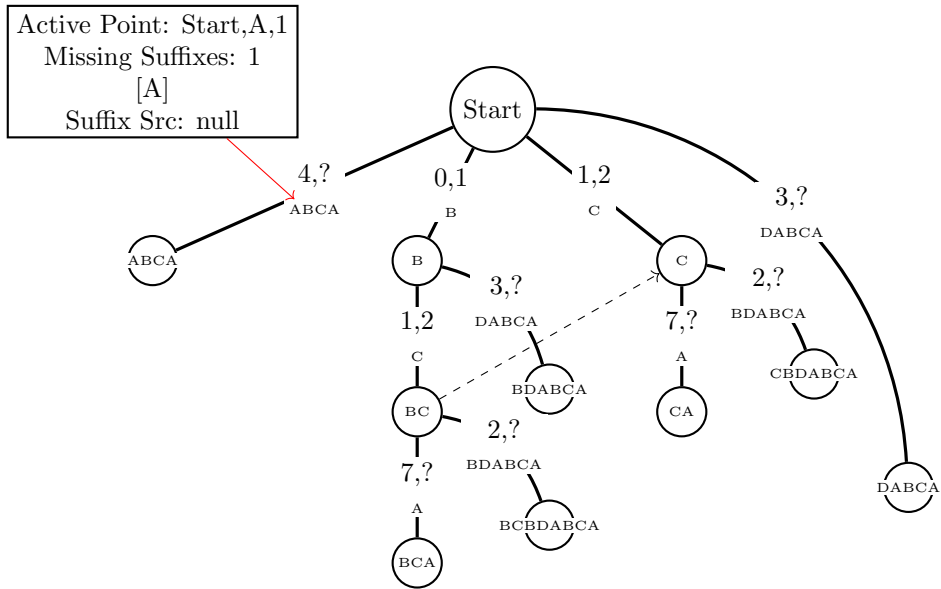 Active Point: Start,A,1
Missing Suffixes: 1
[A]
Suffix Src: null
Start
4,?
ABCA
0,1
B
1,2
C
3,?
DABCA
ABCA
B
C
3,?
DABCA
2,?
BDABCA
1,2
C
7,?
A
BDABCA
CBDABCA
BC
CA
2,?
BDABCA
7,?
A
DABCA
BCBDABCA
BCA